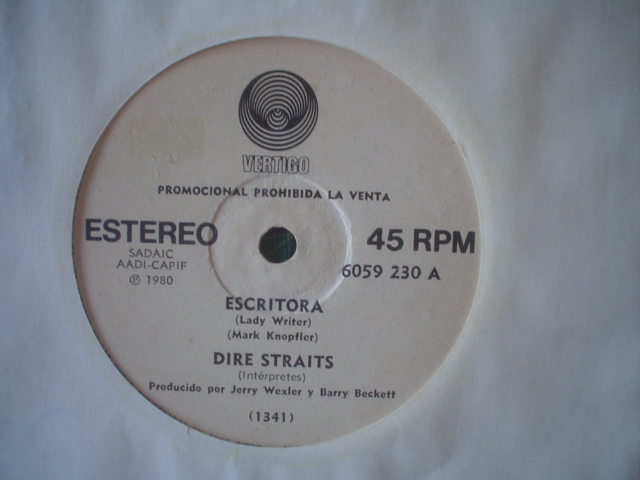 VERTIGO
PROMOCIONAL PROHIBIDA LA VENTA
ESTEREO
SADAIC
AADI-CAPIF
℗ 1980
45 RPM
6059 230 A
ESCRITORA
(Lady Writer)
(Mark Knopfler)
DIRE STRAITS
(Intérpretes)
Producido por Jerry Wexler y Barry Beckett
(1341)